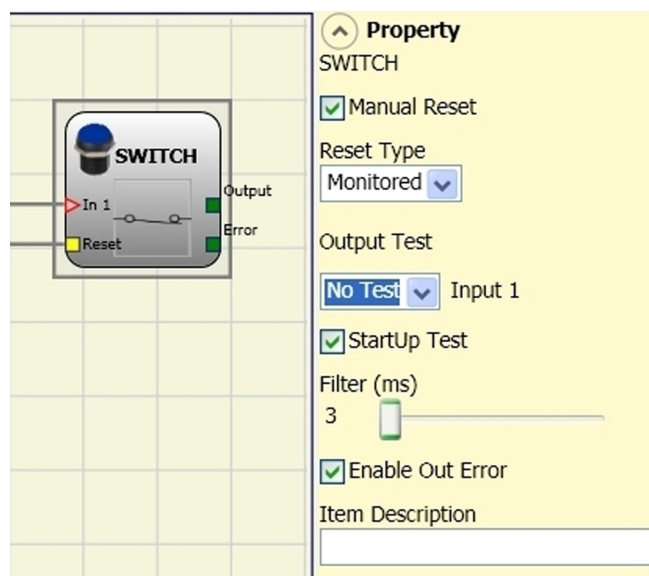 SWITCH
In 1
Output
Error
Reset
Property
SWITCH
Manual Reset
Reset Type
Monitored
Output Test
No Test Input 1
StartUp Test
Filter (ms)
3
Enable Out Error
Item Description